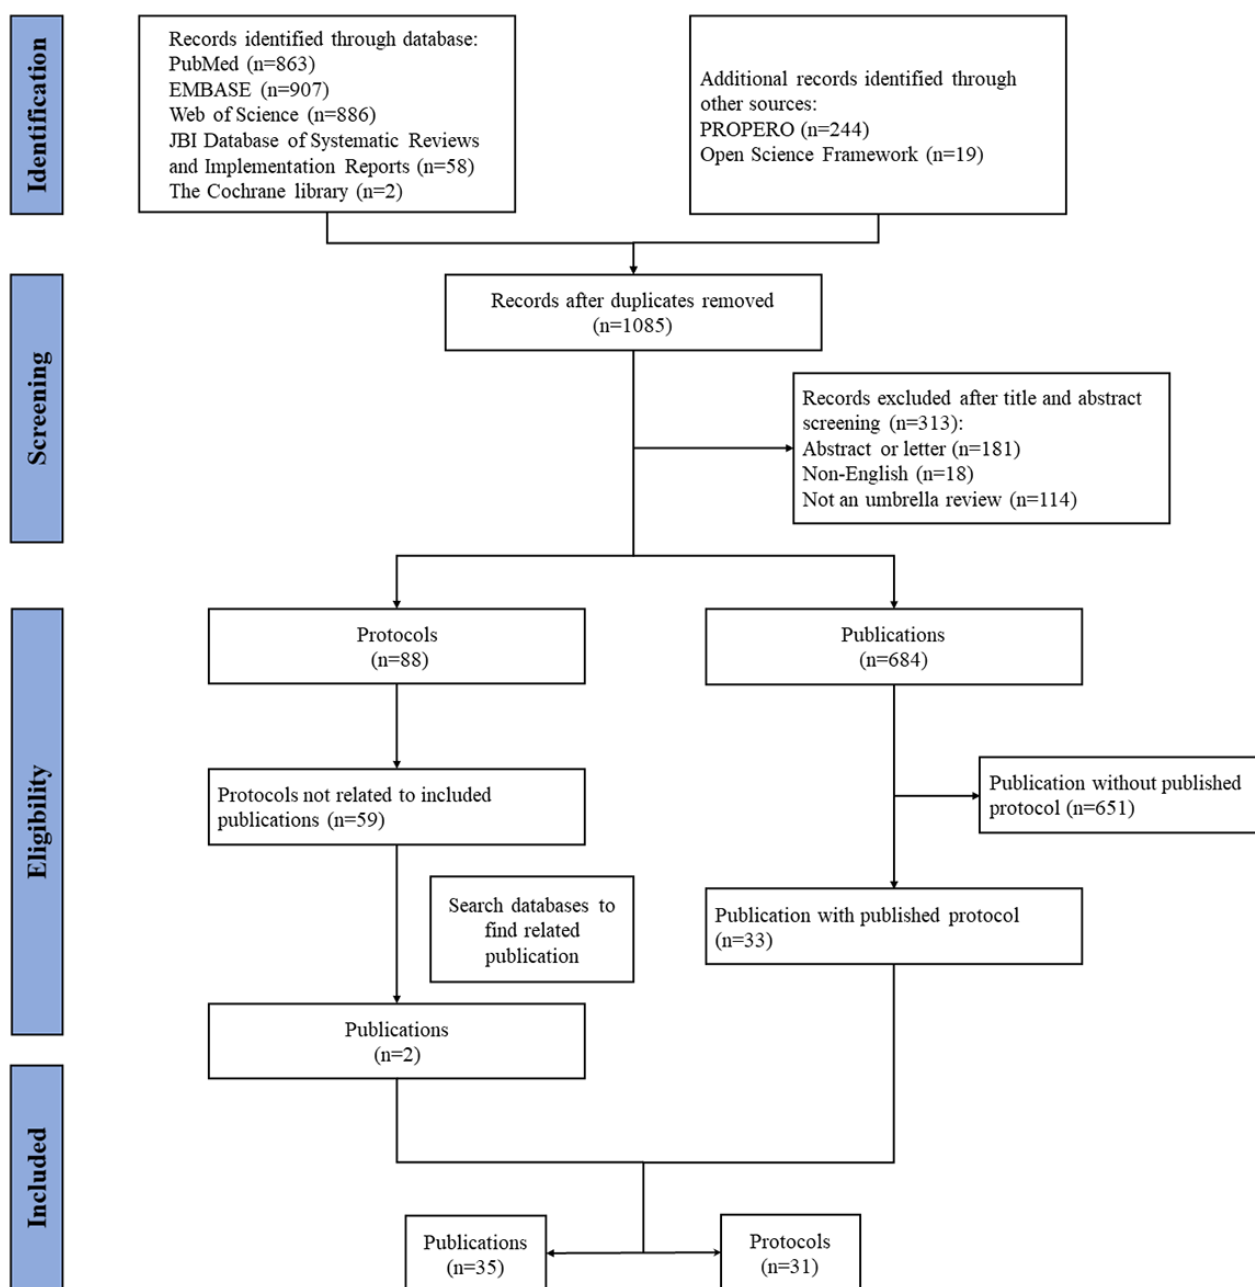 Identification
Records identified through database:
PubMed (n=863)
EMBASE (n=907)
Web of Science (n=886)
JBI Database of Systematic Reviews
and Implementation Reports (n=58)
The Cochrane library (n=2)
Additional records identified through
other sources:
PROPERO (n=244)
Open Science Framework (n=19)
Screening
Records after duplicates removed
(n=1085)
Records excluded after title and abstract
screening (n=313):
Abstract or letter (n=181)
Non-English (n=18)
Not an umbrella review (n=114)
Eligibility
Protocols
(n=88)
Publications
(n=684)
Protocols not related to included
publications (n=59)
Publication without published
protocol (n=651)
Search databases to
find related
publication
Publication with published protocol
(n=33)
Publications
(n=2)
Included
Publications
(n=35)
Protocols
(n=31)